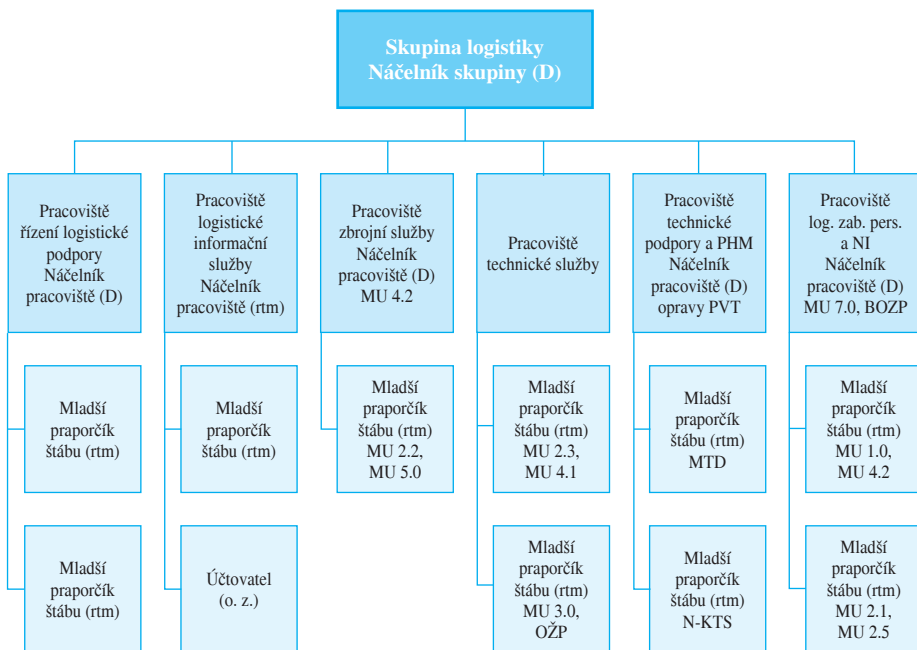 Skupina logistiky
Náčelník skupiny (D)
Pracoviště
řízení logistické
podpory
Náčelník
pracoviště (D)
Pracoviště
logistické
informační
služby
Náčelník
pracoviště (rtm)
Pracoviště
zbrojní služby
Náčelník
pracoviště (D)
MU 4.2
Pracoviště
technické služby
Pracoviště
technické
podpory a PHM
Náčelník
pracoviště (D)
opravy PVT
Pracoviště
log. zab. pers.
a NI
Náčelník
pracoviště (D)
MU 7.0, BOZP
Mladší
praporčík
štábu (rtm)
Mladší
praporčík
štábu (rtm)
Mladší
praporčík
štábu (rtm)
MU 2.2,
MU 5.0
Mladší
praporčík
štábu (rtm)
MU 2.3,
MU 4.1
Mladší
praporčík
štábu (rtm)
MTD
Mladší
praporčík
štábu (rtm)
MU 1.0,
MU 4.2
Mladší
praporčík
štábu (rtm)
Účtovatel
(o. z.)
Mladší
praporčík
štábu (rtm)
MU 3.0,
OŽP
Mladší
praporčík
štábu (rtm)
N-KTS
Mladší
praporčík
štábu (rtm)
MU 2.1,
MU 2.5